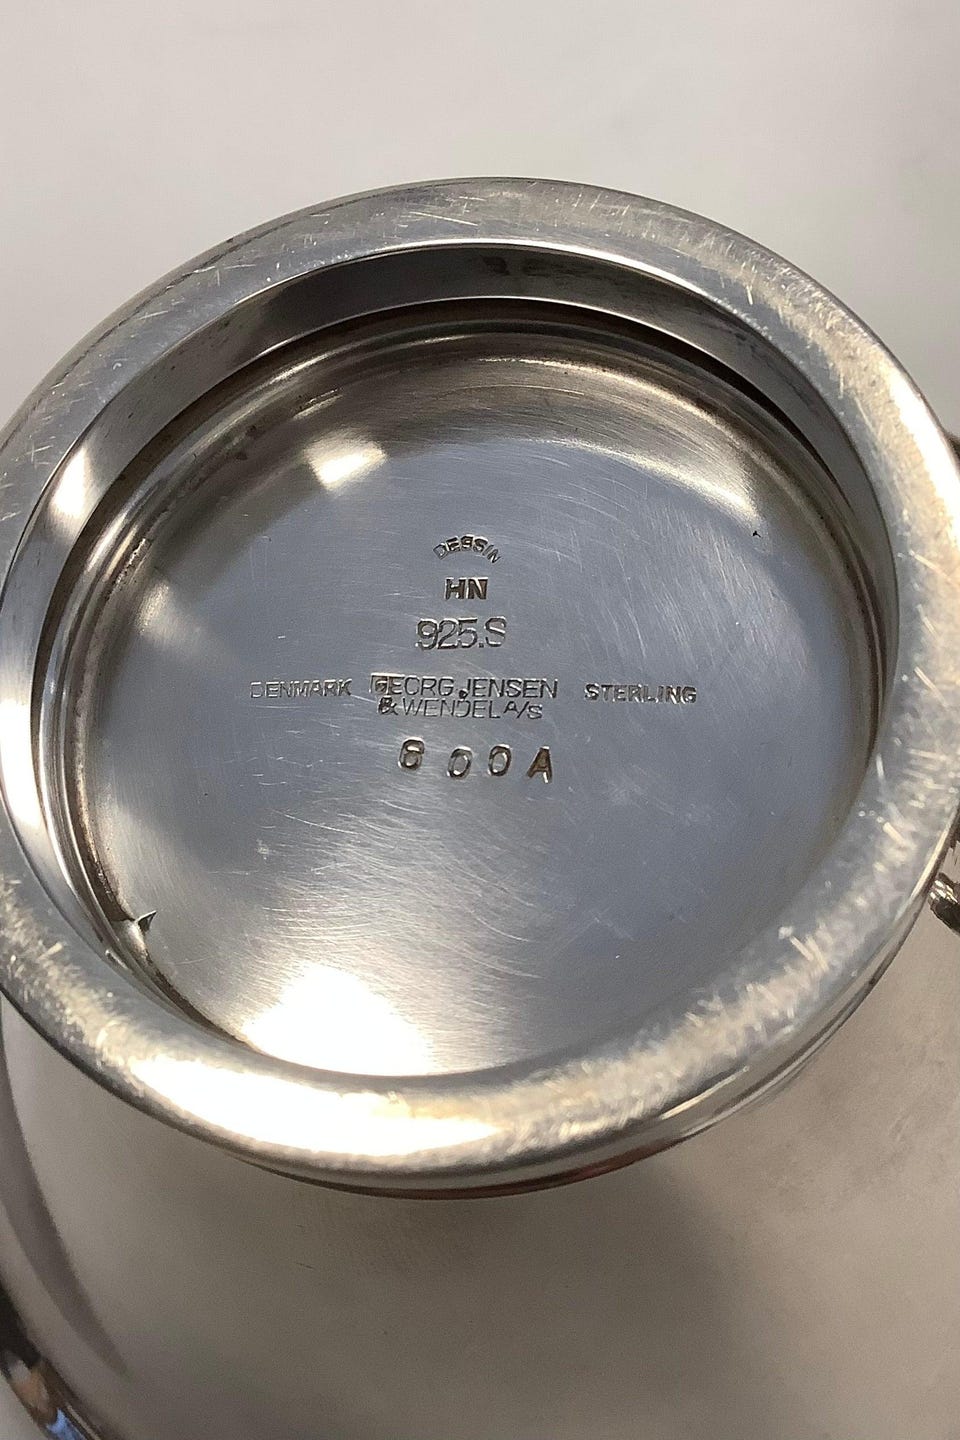 DESSIN
HN
925.S
DENMARK GEORG JENSEN STERLING
& WENDEL A/S
600A